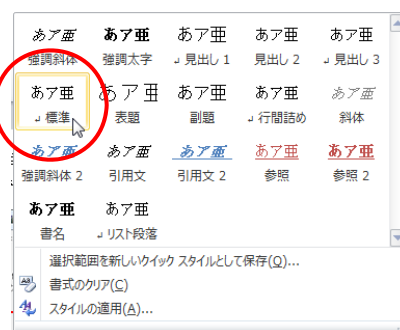 あア亜 あア亜 あア亜 あア亜 あア亜
強調斜体 強調太字 ↲ 見出し 1 見出し 2 ↲ 見出し 3
あア亜 あア亜 あア亜 あア亜 あア亜
↲ 標準 表題 副題 ↲ 行間詰め 斜体
あア亜 あア亜 あア亜 あア亜 あア亜
強調斜体 2 引用文 引用文 2 参照 参照 2
あア亜 あア亜
書名 ↲ リスト段落
選択範囲を新しいクイック スタイルとして保存(Q)...
書式のクリア(C)
スタイルの適用(A)...